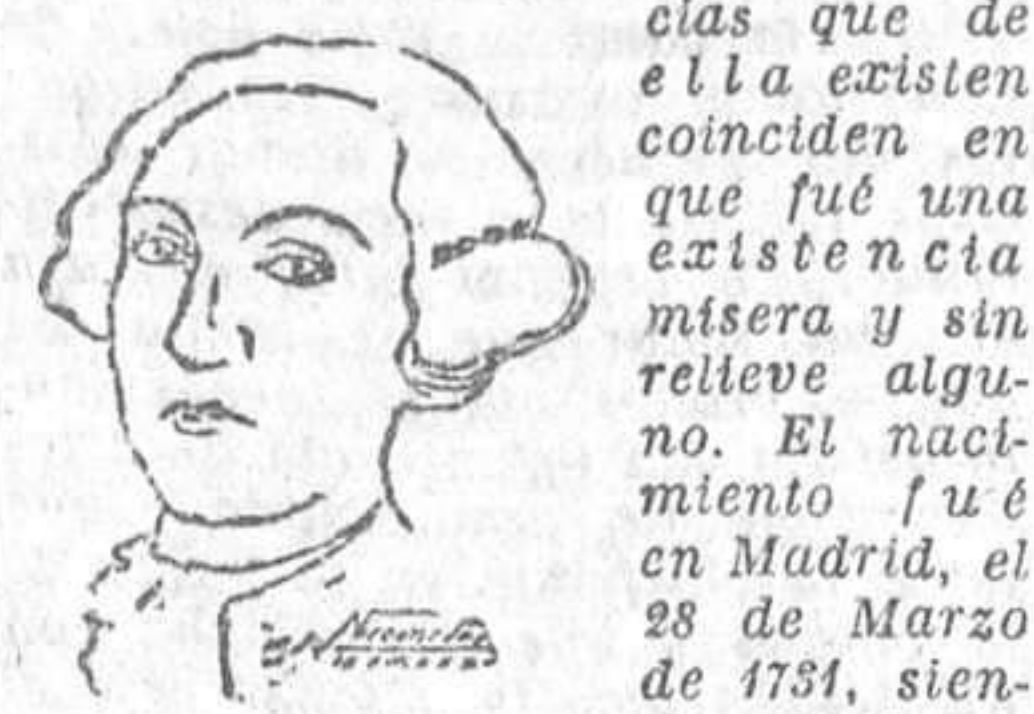 cias que de
ella existen
coinciden en
que fué una
existencia
mísera y sin
relieve algu-
no. El naci-
miento fué
en Madrid, el
28 de Marzo
de 1731, sien-